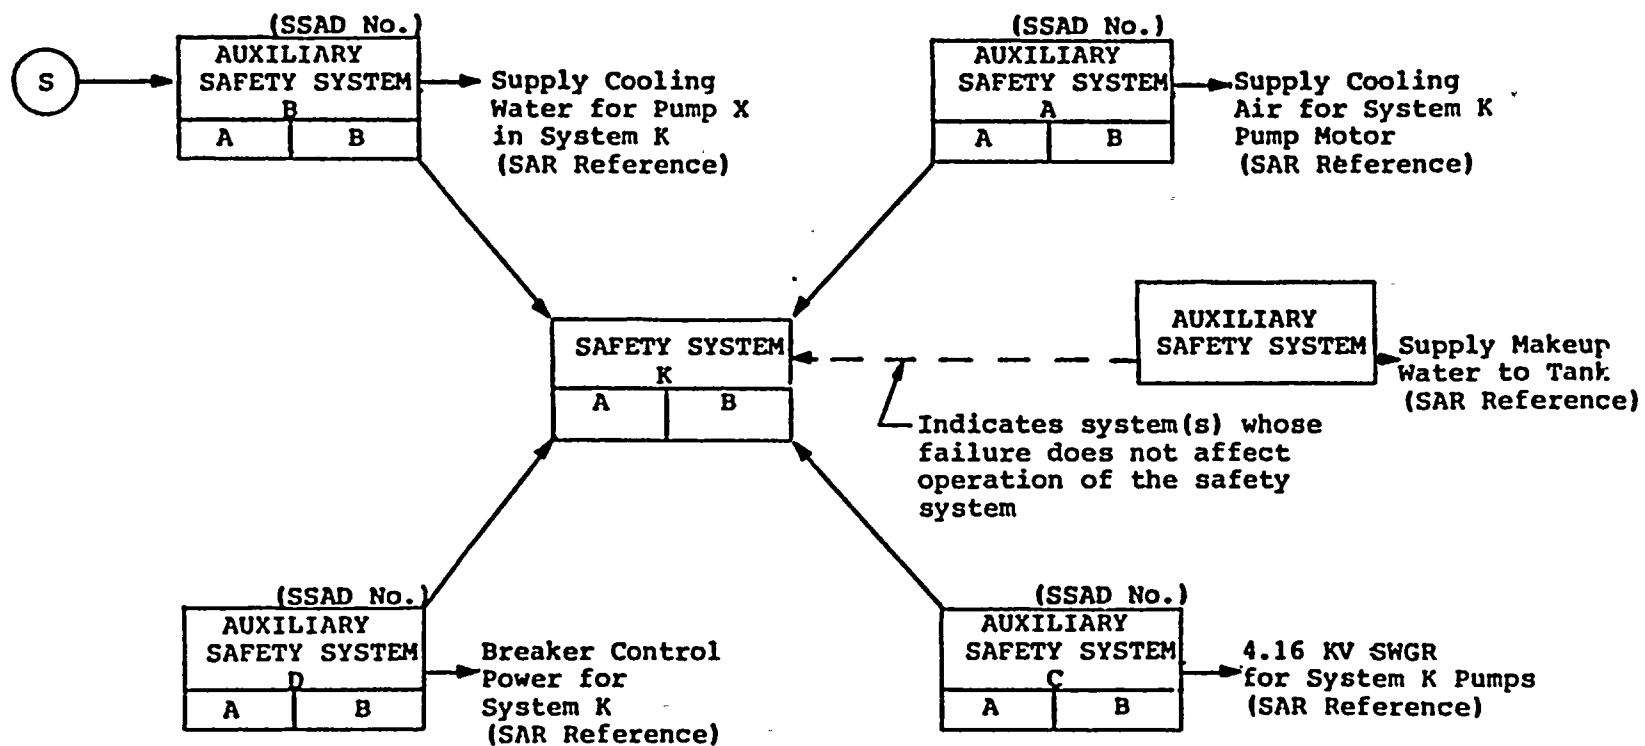 (SSAD No.)
S
AUXILIARY
SAFETY SYSTEM
B
A B
Supply Cooling
Water for Pump X
in System K
(SAR Reference)
(SSAD No.)
AUXILIARY
SAFETY SYSTEM
A
A B
Supply Cooling
Air for System K
Pump Motor
(SAR Reference)
SAFETY SYSTEM
K
A B
AUXILIARY
SAFETY SYSTEM
Supply Makeup
Water to Tank
(SAR Reference)
Indicates system(s) whose
failure does not affect
operation of the safety
system
(SSAD No.)
AUXILIARY
SAFETY SYSTEM
D
A B
Breaker Control
Power for
System K
(SAR Reference)
(SSAD No.)
AUXILIARY
SAFETY SYSTEM
C
A B
4.16 KV SWGR
for System K Pumps
(SAR Reference)